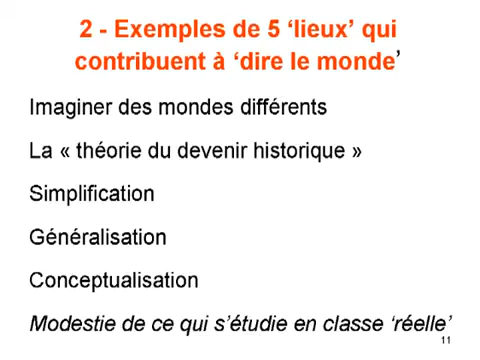 2 - Exemples de 5 ‘lieux’ qui
contribuent à ‘dire le monde’
Imaginer des mondes différents
La « théorie du devenir historique »
Simplification
Généralisation
Conceptualisation
Modestie de ce qui s’étudie en classe ‘réelle’
11